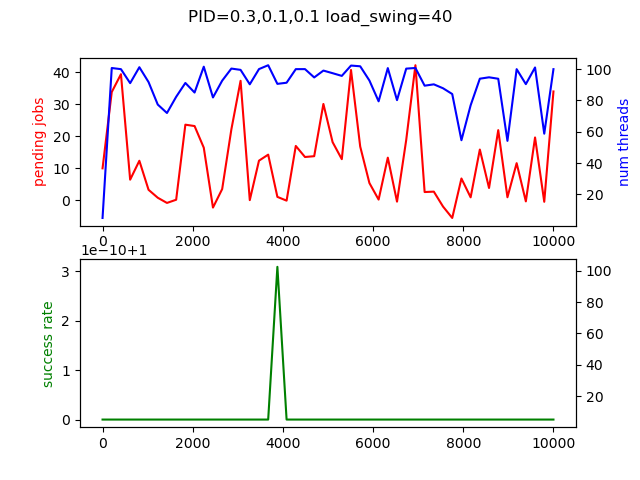 PID=0.3,0.1,0.1 load_swing=40
40
30
20
10
0
pending jobs
100
80
60
40
20
num threads
0 2000 4000 6000 8000 10000
1e−10+1
3
2
1
0
success rate
100
80
60
40
20
0 2000 4000 6000 8000 10000